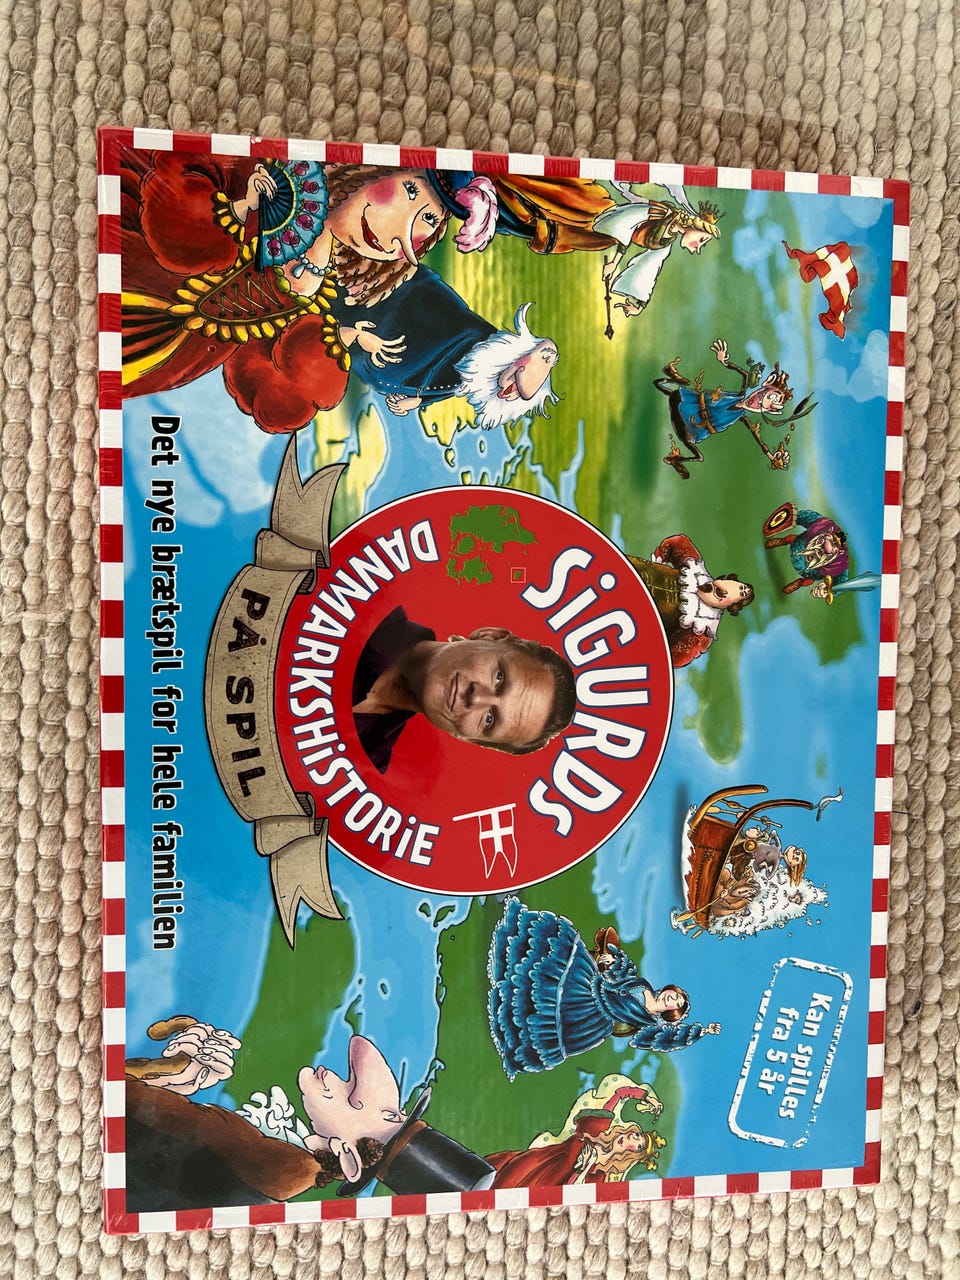 SiGURDS
DANMARKSHiSTORiE
PÅ SPIL
Det nye brætspil for hele familien
Kan spilles
fra 5 år